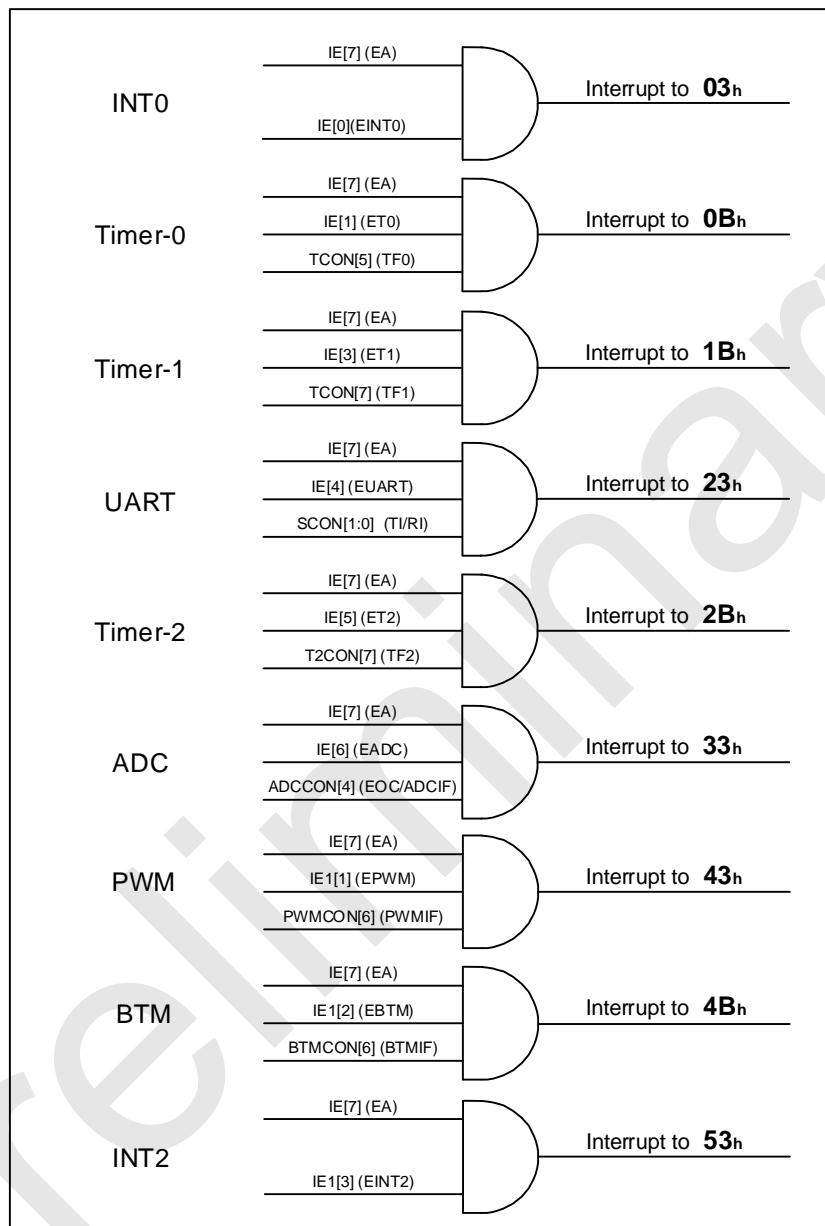 IE[7] (EA)
INT0
Interrupt to 03h
IE[0](EINT0)
IE[7] (EA)
Timer-0
IE[1] (ET0)
Interrupt to 0Bh
TCON[5] (TF0)
IE[7] (EA)
Timer-1
IE[3] (ET1)
Interrupt to 1Bh
TCON[7] (TF1)
IE[7] (EA)
UART
IE[4] (EUART)
Interrupt to 23h
SCON[1:0] (TI/RI)
IE[7] (EA)
Timer-2
IE[5] (ET2)
Interrupt to 2Bh
T2CON[7] (TF2)
IE[7] (EA)
ADC
IE[6] (EADC)
Interrupt to 33h
ADCCON[4] (EOC/ADCIF)
IE[7] (EA)
PWM
IE1[1] (EPWM)
Interrupt to 43h
PWMCON[6] (PWMIF)
IE[7] (EA)
BTM
IE1[2] (EBTM)
Interrupt to 4Bh
BTMCON[6] (BTMIF)
IE[7] (EA)
INT2
Interrupt to 53h
IE1[3] (EINT2)
reliminar